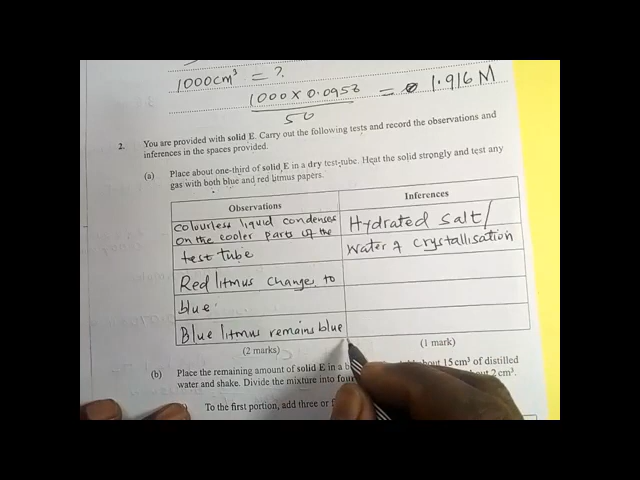 1000cm³ = ?
1000 x 0.0958 = 1.916 M
50
2. You are provided with solid E. Carry out the following tests and record the observations and
inferences in the spaces provided.
(a) Place about one-third of solid E in a dry test-tube. Heat the solid strongly and test any
gas with both blue and red litmus papers.
Observations Inferences
colourless liquid condenses Hydrated salt/
on the cooler parts of the
test tube water of crystallisation
Red litmus changes to
blue.
Blue litmus remains blue
(2 marks) (1 mark)
(b) Place the remaining amount of solid E in a about 15 cm³ of distilled
water and shake. Divide the mixture into four about 2 cm³.
To the first portion, add three or